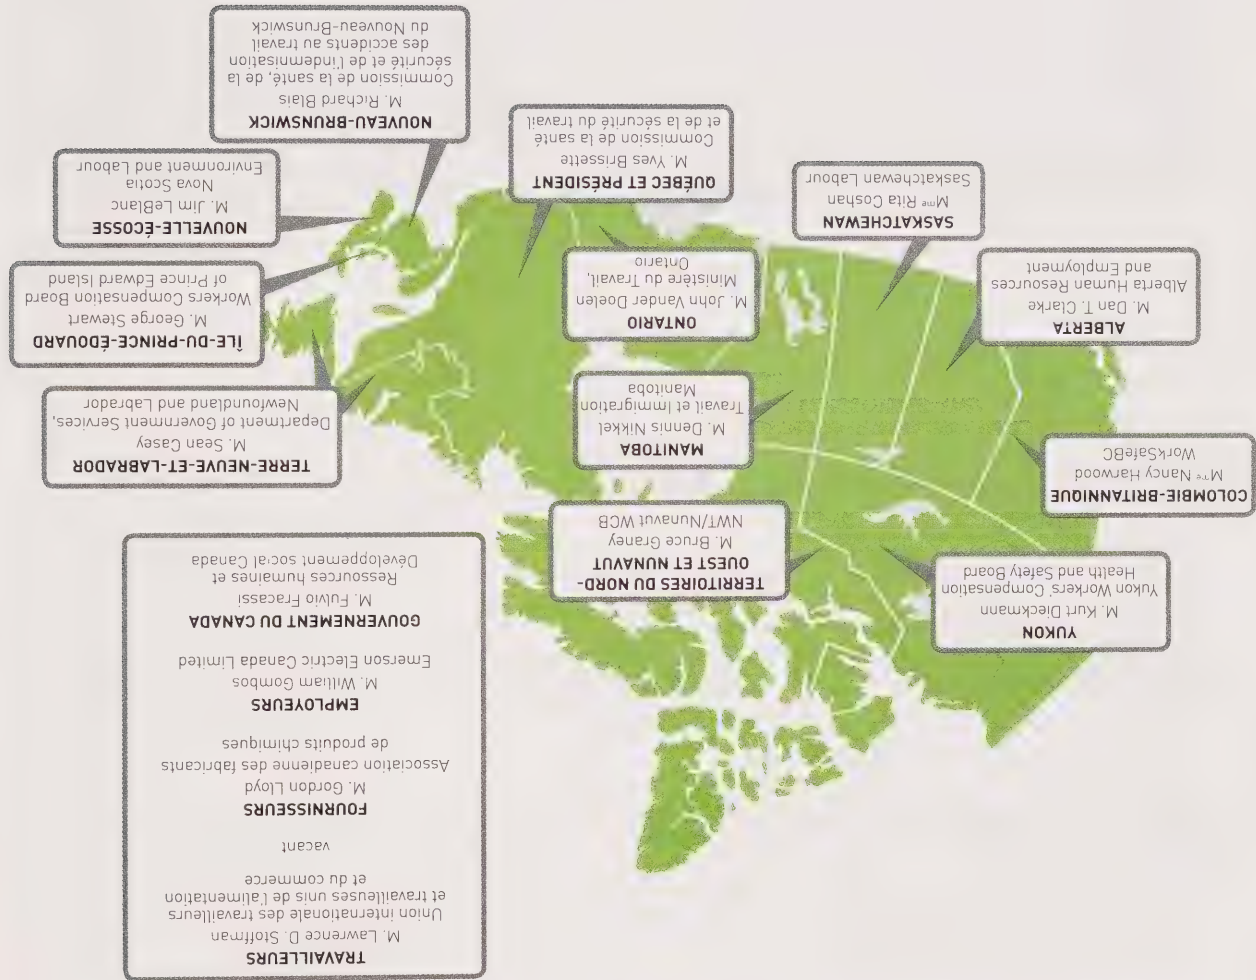 TRAVAILLEURS
M. Lawrence D. Stoffman
Union internationale des travailleurs
et travailleuses unis de l'alimentation
et du commerce
vacant
FOURNISSEURS
M. Gordon Lloyd
Association canadienne des fabricants
de produits chimiques
EMPLOYEURS
M. William Gombos
Emerson Electric Canada Limited
GOUVERNEMENT DU CANADA
M. Fulvio Fracassi
Ressources humaines et
Développement social Canada
YUKON
M. Kurt Dieckmann
Yukon Workers' Compensation
Health and Safety Board
TERRITOIRES DU NORD-
OUEST ET NUNAVUT
M. Bruce Graney
NWT/Nunavut WCB
TERRE-NEUVE-ET-LABRADOR
M. Sean Casey
Department of Government Services,
Newfoundland and Labrador
COLOMBIE-BRITANNIQUE
Mme Nancy Harwood
WorkSafeBC
MANITOBA
M. Dennis Nikkel
Travail et Immigration
Manitoba
ÎLE-DU-PRINCE-ÉDOUARD
M. George Stewart
Workers Compensation Board
of Prince Edward Island
ALBERTA
M. Dan T. Clarke
Alberta Human Resources
and Employment
ONTARIO
M. John Vander Doelen
Ministère du Travail,
Ontario
NOUVELLE-ÉCOSSE
M. Jim LeBlanc
Nova Scotia
Environment and Labour
SASKATCHEWAN
Mme Rita Coshan
Saskatchewan Labour
QUÉBEC ET PRÉSIDENT
M. Yves Brissette
Commission de la santé
et de la sécurité du travail
NOUVEAU-BRUNSWICK
M. Richard Blais
Commission de la santé, de la
sécurité et de l'indemnisation
des accidents au travail
du Nouveau-Brunswick